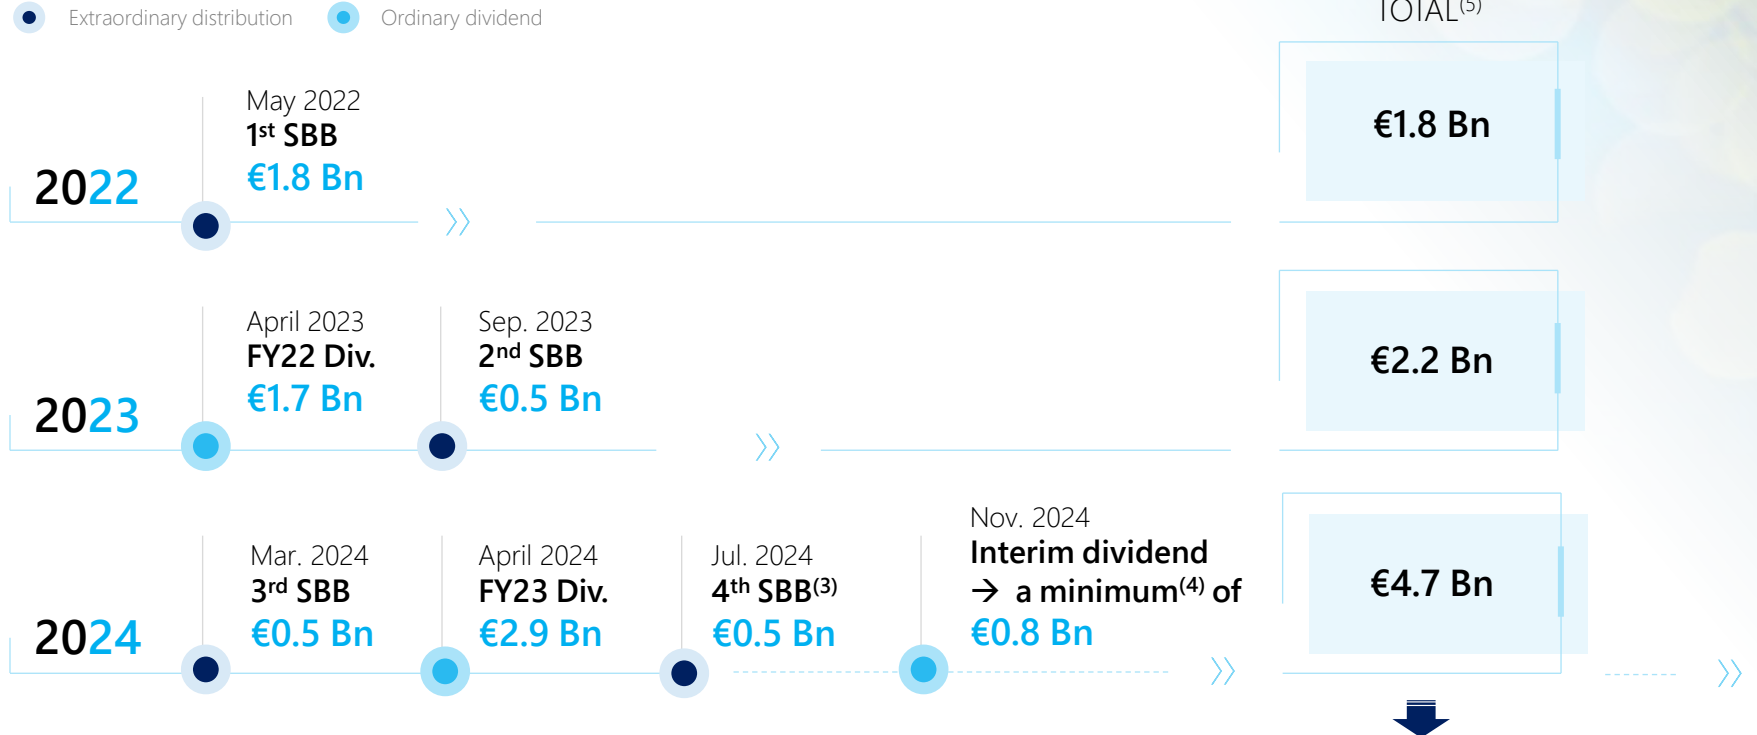 Extraordinary distribution
Ordinary dividend
TOTAL(5)
May 2022
1st SBB
€1.8 Bn
2022
€1.8 Bn
April 2023
FY22 Div.
€1.7 Bn
Sep. 2023
2nd SBB
€0.5 Bn
2023
€2.2 Bn
Mar. 2024
3rd SBB
€0.5 Bn
April 2024
FY23 Div.
€2.9 Bn
Jul. 2024
4th SBB(3)
€0.5 Bn
Nov. 2024
Interim dividend
→ a minimum(4) of
€0.8 Bn
2024
€4.7 Bn